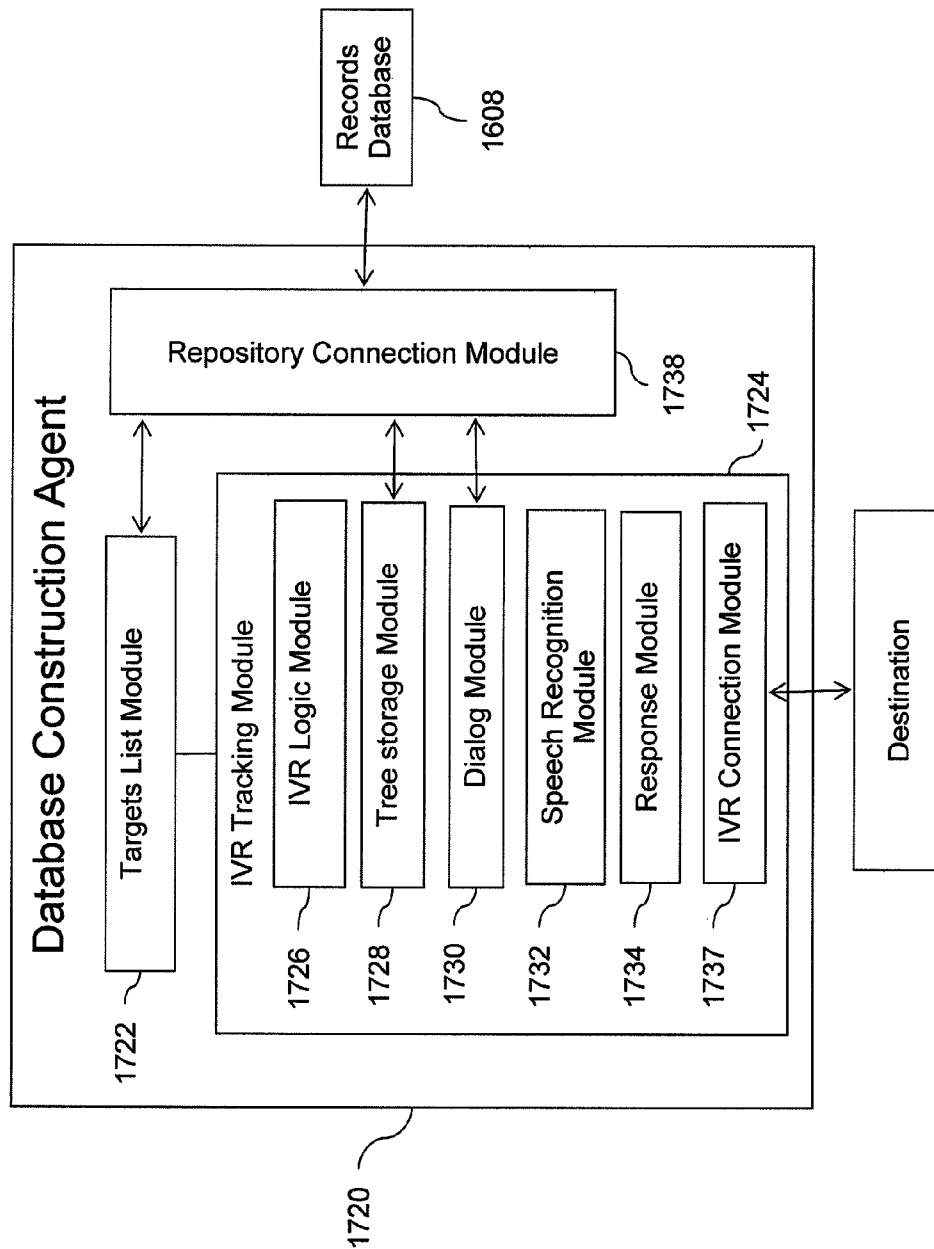 Database Construction Agent
Targets List Module
1722
IVR Tracking Module
IVR Logic Module
1726
Tree storage Module
1728
Dialog Module
1730
Speech Recognition
Module
1732
Response Module
1734
IVR Connection Module
1737
1724
Repository Connection Module
1738
Records
Database
1608
Destination
1720